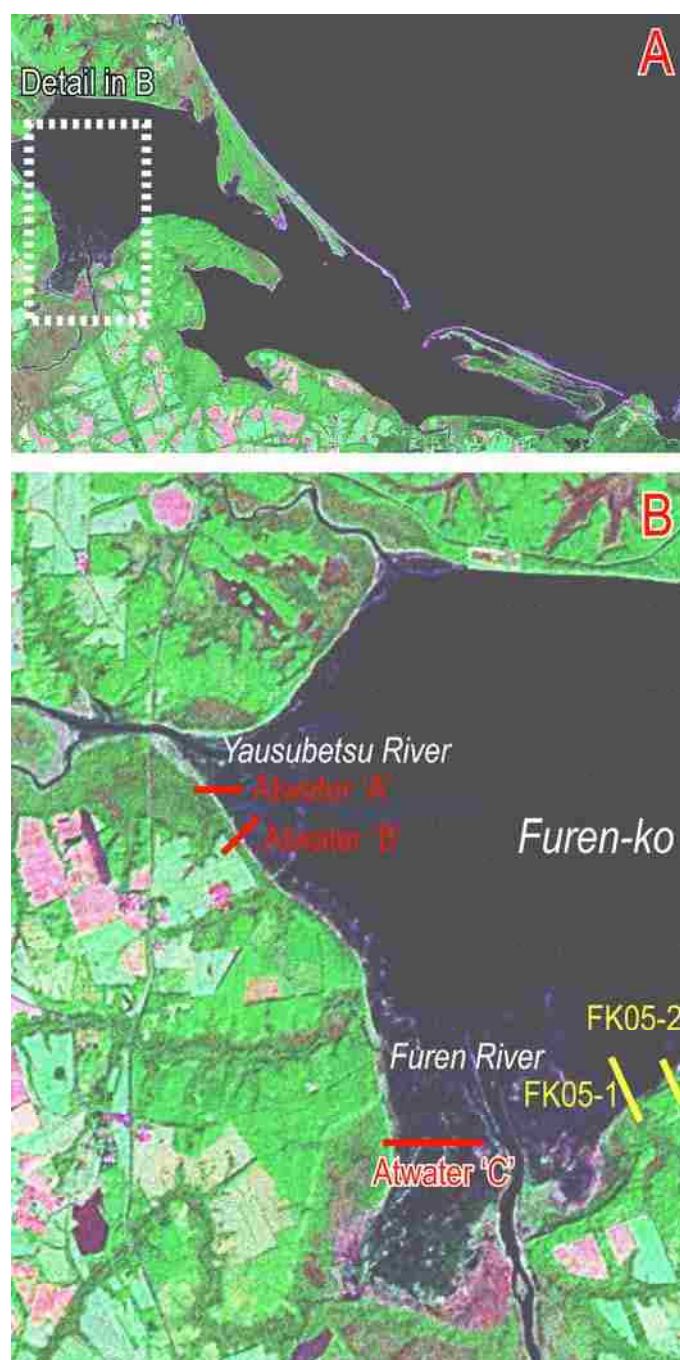 A
Detail in B
B
Yausubetsu River
Atwater 'A'
Atwater 'B'
Furen-ko
FK05-2
Furen River
FK05-1
Atwater 'C'